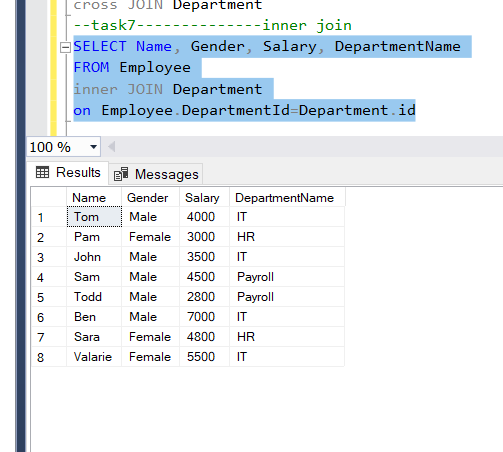 cross JOIN Department
--task7--------------inner join
SELECT Name, Gender, Salary, DepartmentName
FROM Employee
inner JOIN Department
on Employee.DepartmentId=Department.id
100 %
Results Messages
Name Gender Salary DepartmentName
1 Tom Male 4000 IT
2 Pam Female 3000 HR
3 John Male 3500 IT
4 Sam Male 4500 Payroll
5 Todd Male 2800 Payroll
6 Ben Male 7000 IT
7 Sara Female 4800 HR
8 Valarie Female 5500 IT